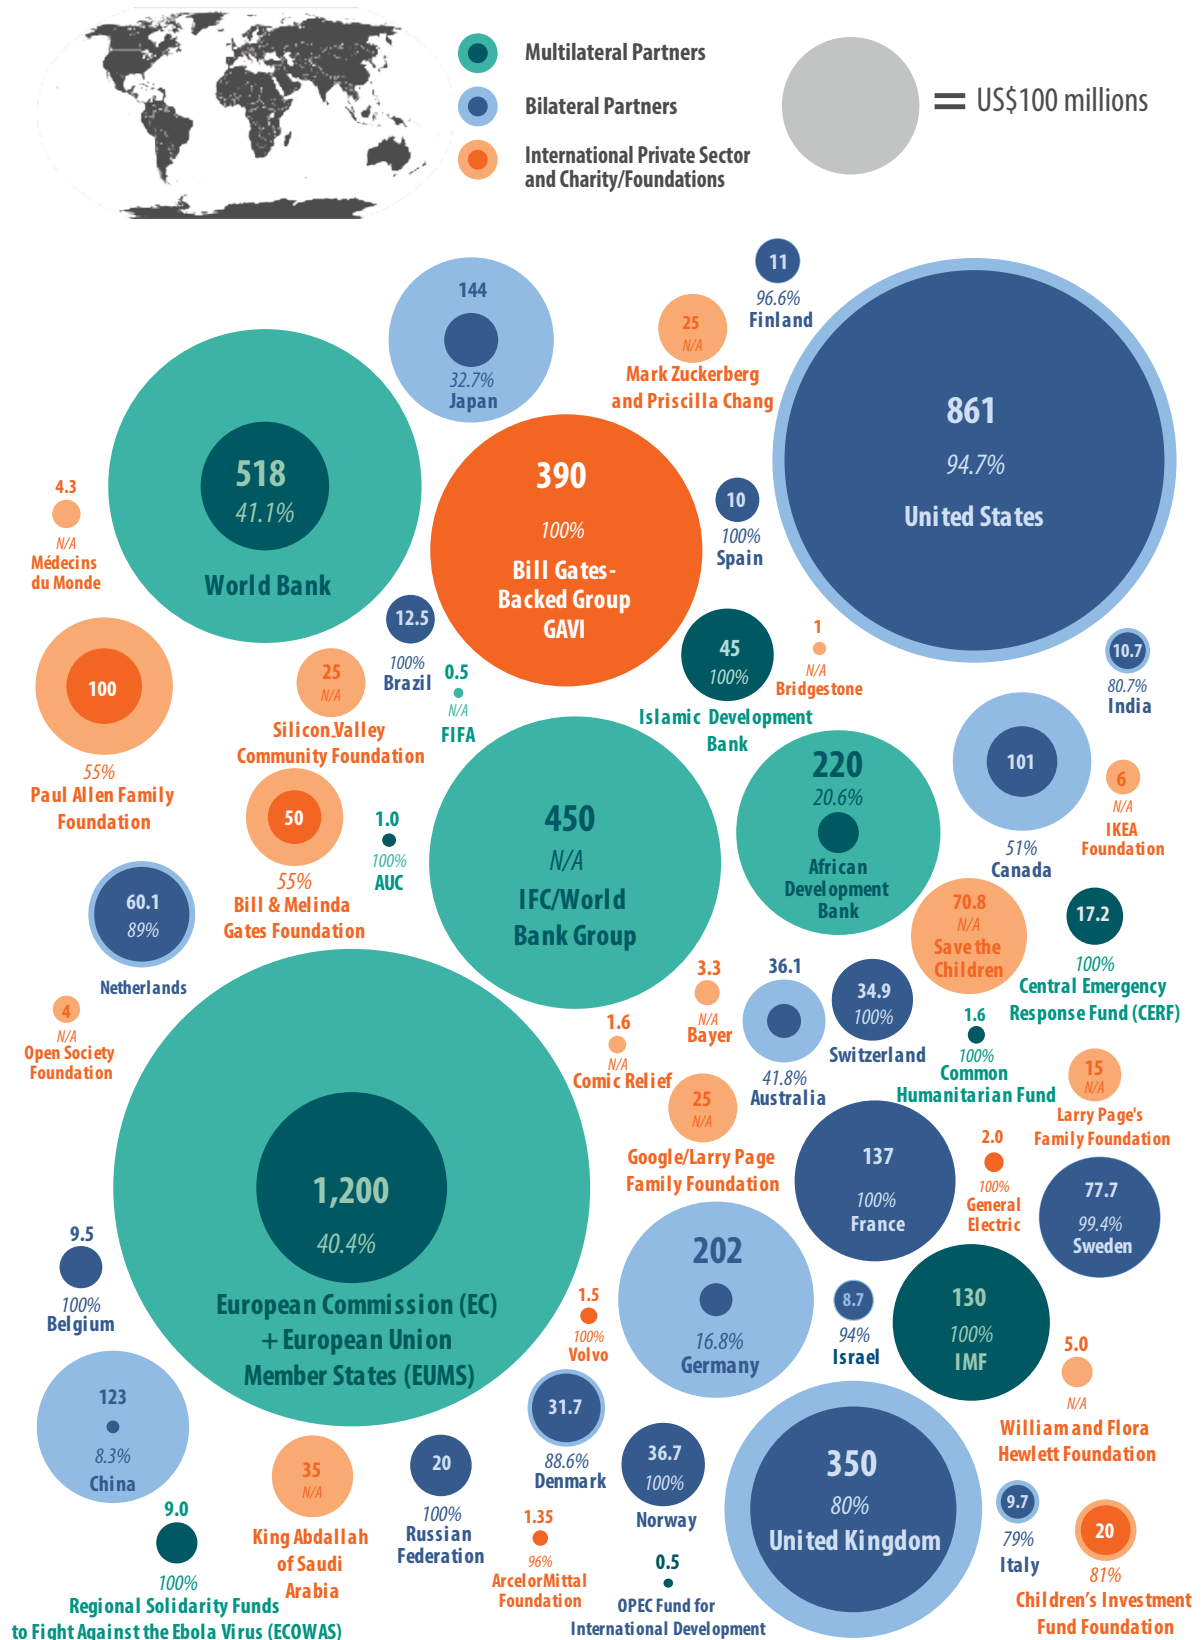 Multilateral Partners
Bilateral Partners
International Private Sector
and Charity/Foundations
= US$100 millions
11
96.6%
Finland
144
32.7%
Japan
25
N/A
Mark Zuckerberg
and Priscilla Chang
861
94.7%
United States
518
41.1%
World Bank
390
100%
Bill Gates-
Backed Group
GAVI
4.3
N/A
Médecins
du Monde
10
100%
Spain
12.5
100%
Brazil
45
100%
Islamic Development
Bank
1
N/A
Bridgestone
10.7
80.7%
India
100
55%
Paul Allen Family
Foundation
25
N/A
Silicon.Valley
Community Foundation
0.5
N/A
FIFA
450
N/A
IFC/World
Bank Group
220
20.6%
African
Development
Bank
101
51%
Canada
6
N/A
IKEA
Foundation
50
55%
Bill & Melinda
Gates Foundation
1.0
100%
AUC
60.1
89%
Netherlands
70.8
N/A
Save the
Children
17.2
100%
Central Emergency
Response Fund (CERF)
4
N/A
Open Society
Foundation
3.3
N/A
Bayer
36.1
41.8%
Australia
34.9
100%
Switzerland
1.6
100%
Common
Humanitarian Fund
1.6
N/A
Comic Relief
15
N/A
Larry Page's
Family Foundation
25
N/A
Google/Larry Page
Family Foundation
137
100%
France
2.0
100%
General
Electric
77.7
99.4%
Sweden
1,200
40.4%
European Commission (EC)
+ European Union
Member States (EUMS)
9.5
100%
Belgium
202
16.8%
Germany
1.5
100%
Volvo
8.7
94%
Israel
130
100%
IMF
5.0
N/A
William and Flora
Hewlett Foundation
123
8.3%
China
31.7
88.6%
Denmark
35
N/A
King Abdallah
of Saudi
Arabia
20
100%
Russian
Federation
36.7
100%
Norway
350
80%
United Kingdom
9.7
79%
Italy
20
81%
Children's Investment
Fund Foundation
9.0
100%
Regional Solidarity Funds
to Fight Against the Ebola Virus (ECOWAS)
1.35
96%
ArcelorMittal
Foundation
0.5
OPEC Fund for
International Development